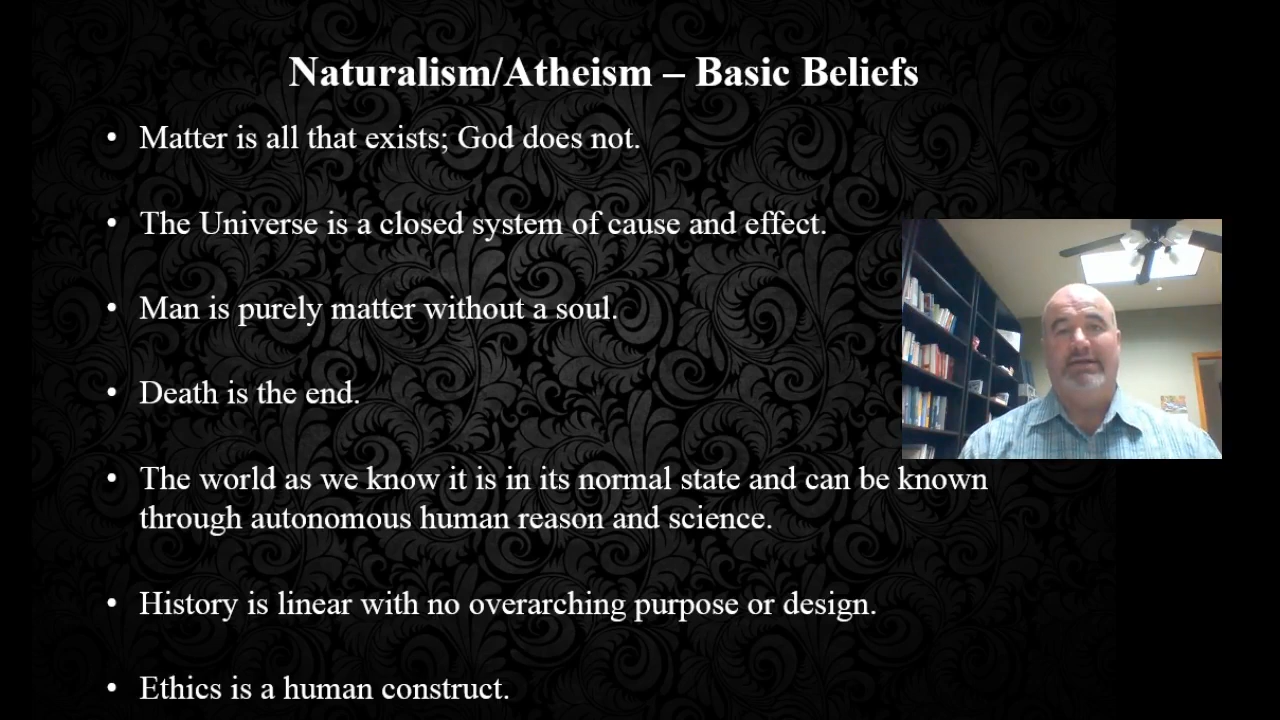 Naturalism/Atheism – Basic Beliefs
• Matter is all that exists; God does not.
• The Universe is a closed system of cause and effect.
• Man is purely matter without a soul.
• Death is the end.
• The world as we know it is in its normal state and can be known
through autonomous human reason and science.
• History is linear with no overarching purpose or design.
• Ethics is a human construct.